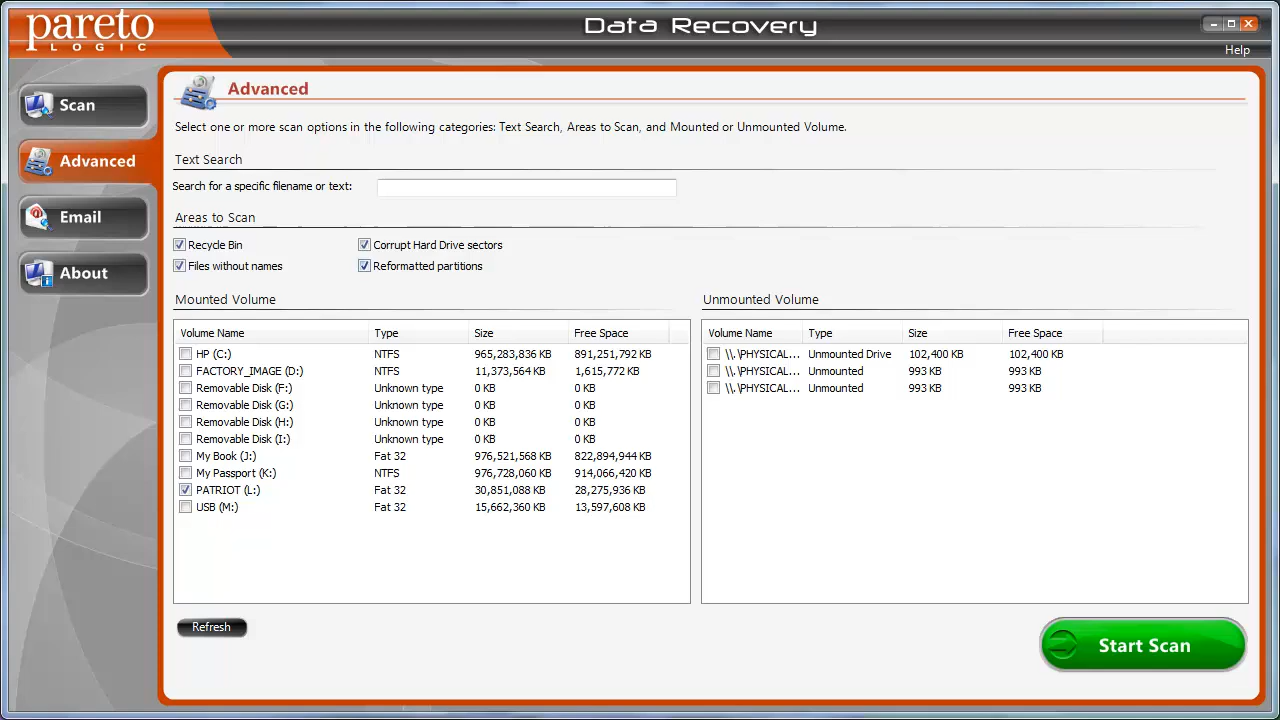 pareto
LOGIC
Data Recovery
Help
Scan
Advanced
Email
About
Advanced
Select one or more scan options in the following categories: Text Search, Areas to Scan, and Mounted or Unmounted Volume.
Text Search
Search for a specific filename or text:
Areas to Scan
Recycle Bin Corrupt Hard Drive sectors
Files without names Reformatted partitions
Mounted Volume
Volume Name Type Size Free Space
HP (C:) NTFS 965,283,836 KB 891,251,792 KB
FACTORY_IMAGE (D:) NTFS 11,373,564 KB 1,615,772 KB
Removable Disk (F:) Unknown type 0 KB 0 KB
Removable Disk (G:) Unknown type 0 KB 0 KB
Removable Disk (H:) Unknown type 0 KB 0 KB
Removable Disk (I:) Unknown type 0 KB 0 KB
My Book (J:) Fat 32 976,521,568 KB 822,894,944 KB
My Passport (K:) NTFS 976,728,060 KB 914,066,420 KB
PATRIOT (L:) Fat 32 30,851,088 KB 28,275,936 KB
USB (M:) Fat 32 15,662,360 KB 13,597,608 KB
Unmounted Volume
Volume Name Type Size Free Space
\\.\PHYSICAL... Unmounted Drive 102,400 KB 102,400 KB
\\.\PHYSICAL... Unmounted 993 KB 993 KB
\\.\PHYSICAL... Unmounted 993 KB 993 KB
Refresh
Start Scan